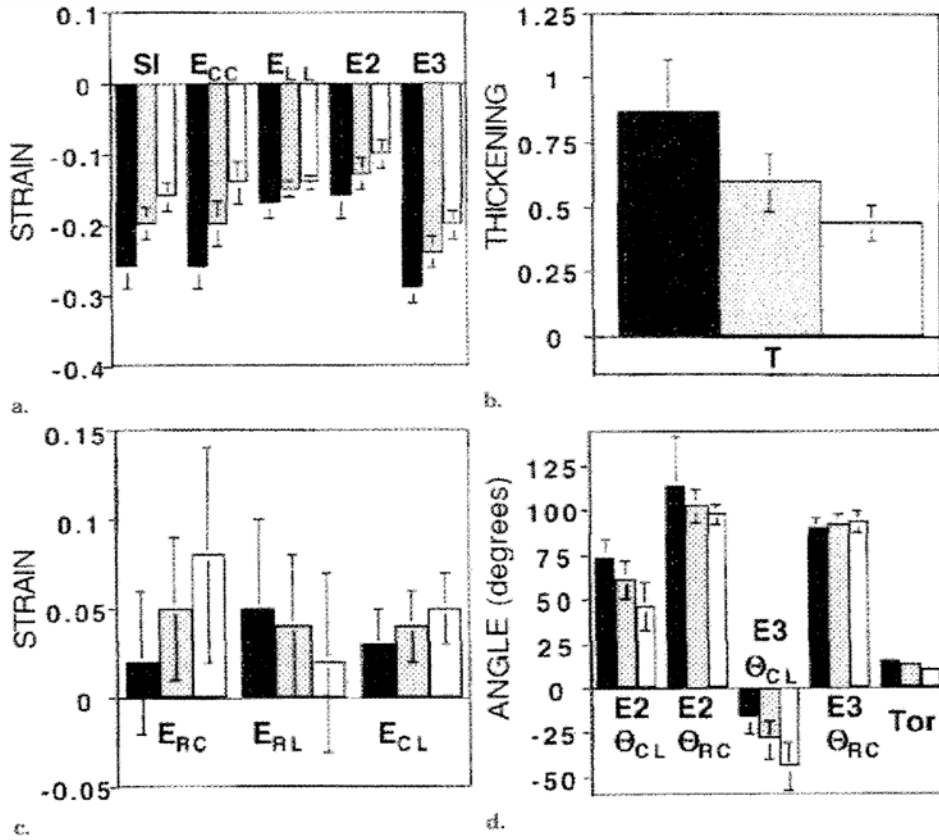 0.1
0
-0.1
-0.2
-0.3
-0.4
STRAIN
SI E_CC E_LL E2 E3
a.
1.25
1
0.75
0.5
0.25
0
THICKENING
T
b.
0.15
0.1
0.05
0
-0.05
STRAIN
E_RC E_RL E_CL
c.
125
100
75
50
25
0
-25
-50
ANGLE (degrees)
E3
Θ_CL
E2 E2 E3 Tor
Θ_CL Θ_RC Θ_RC
d.